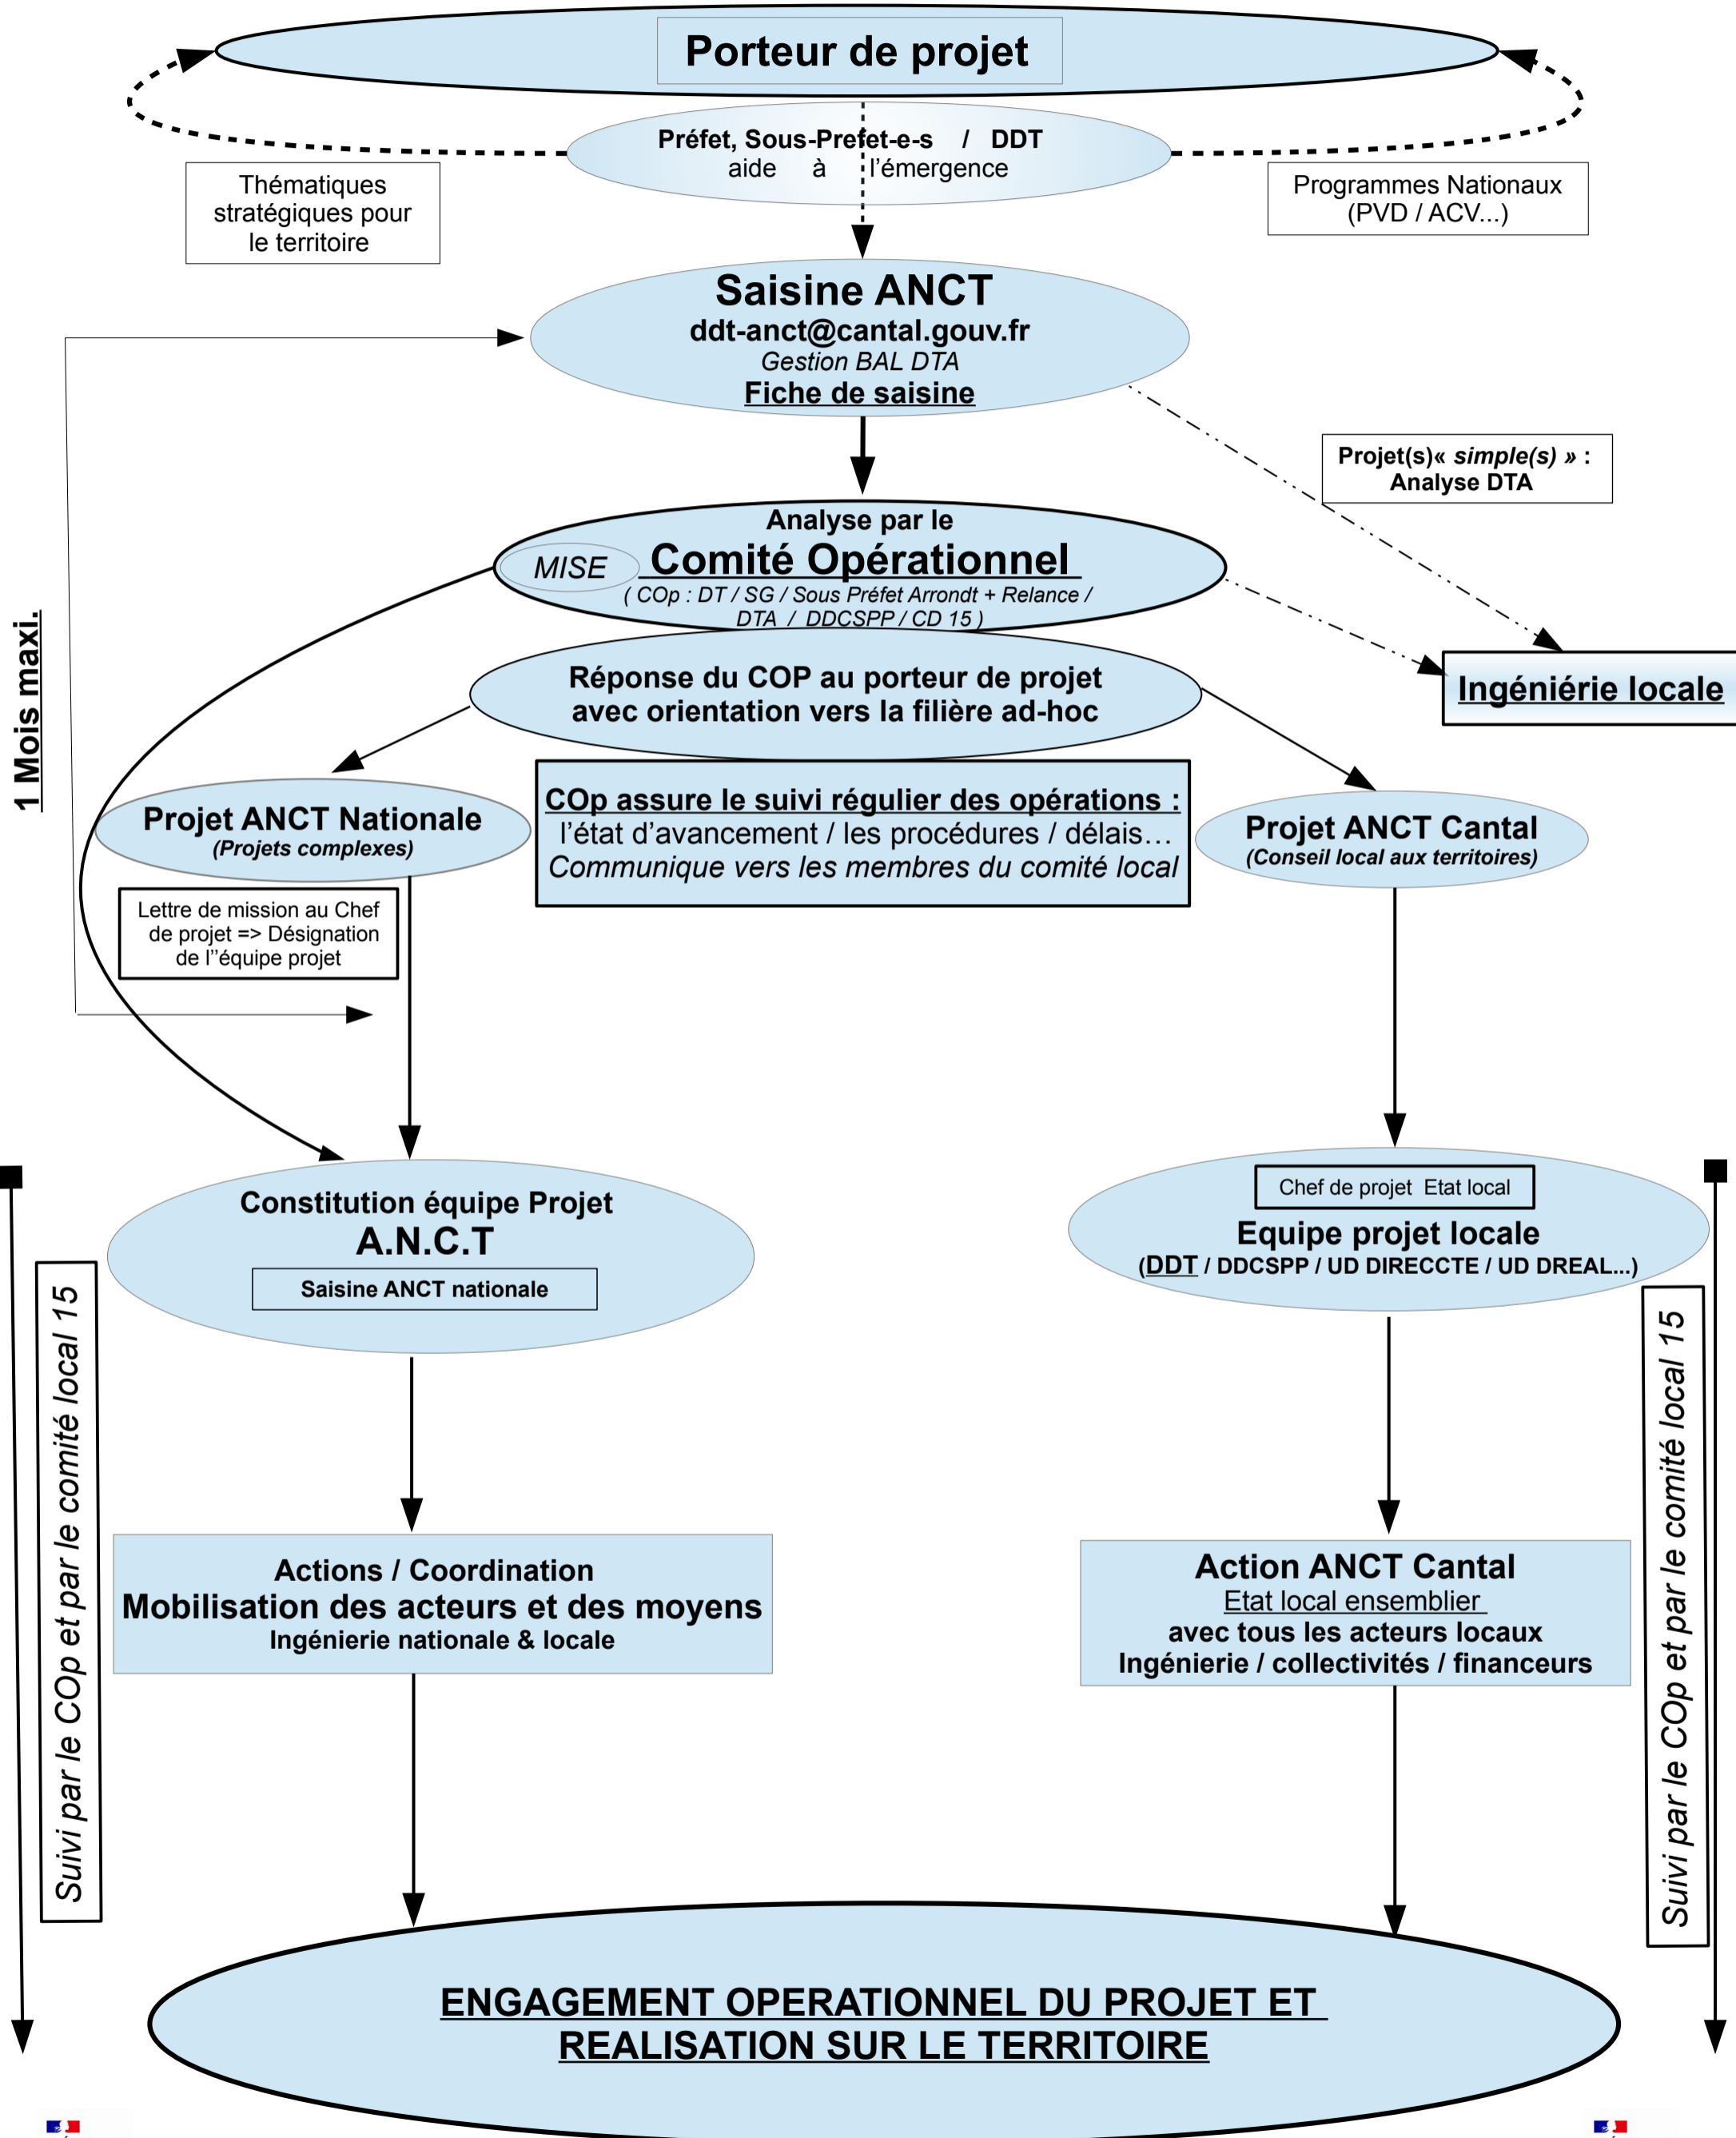 Porteur de projet
Préfet, Sous-Prefet-e-s / DDT
aide à l’émergence
Thématiques
stratégiques pour
le territoire
Programmes Nationaux
(PVD / ACV...)
Saisine ANCT
ddt-anct@cantal.gouv.fr
Gestion BAL DTA
Fiche de saisine
Projet(s)« simple(s) » :
Analyse DTA
Analyse par le
MISE
Comité Opérationnel
( COp : DT / SG / Sous Préfet Arrondt + Relance /
DTA / DDCSPP / CD 15 )
1 Mois maxi.
Ingéniérie locale
Réponse du COP au porteur de projet
avec orientation vers la filière ad-hoc
Projet ANCT Nationale
(Projets complexes)
COp assure le suivi régulier des opérations :
l’état d’avancement / les procédures / délais…
Communique vers les membres du comité local
Projet ANCT Cantal
(Conseil local aux territoires)
Lettre de mission au Chef
de projet => Désignation
de l’’équipe projet
Constitution équipe Projet
A.N.C.T
Saisine ANCT nationale
Chef de projet Etat local
Equipe projet locale
(DDT / DDCSPP / UD DIRECCTE / UD DREAL...)
Suivi par le COp et par le comité local 15
Suivi par le COp et par le comité local 15
Actions / Coordination
Mobilisation des acteurs et des moyens
Ingénierie nationale & locale
Action ANCT Cantal
Etat local ensemblier
avec tous les acteurs locaux
Ingénierie / collectivités / financeurs
ENGAGEMENT OPERATIONNEL DU PROJET ET
REALISATION SUR LE TERRITOIRE